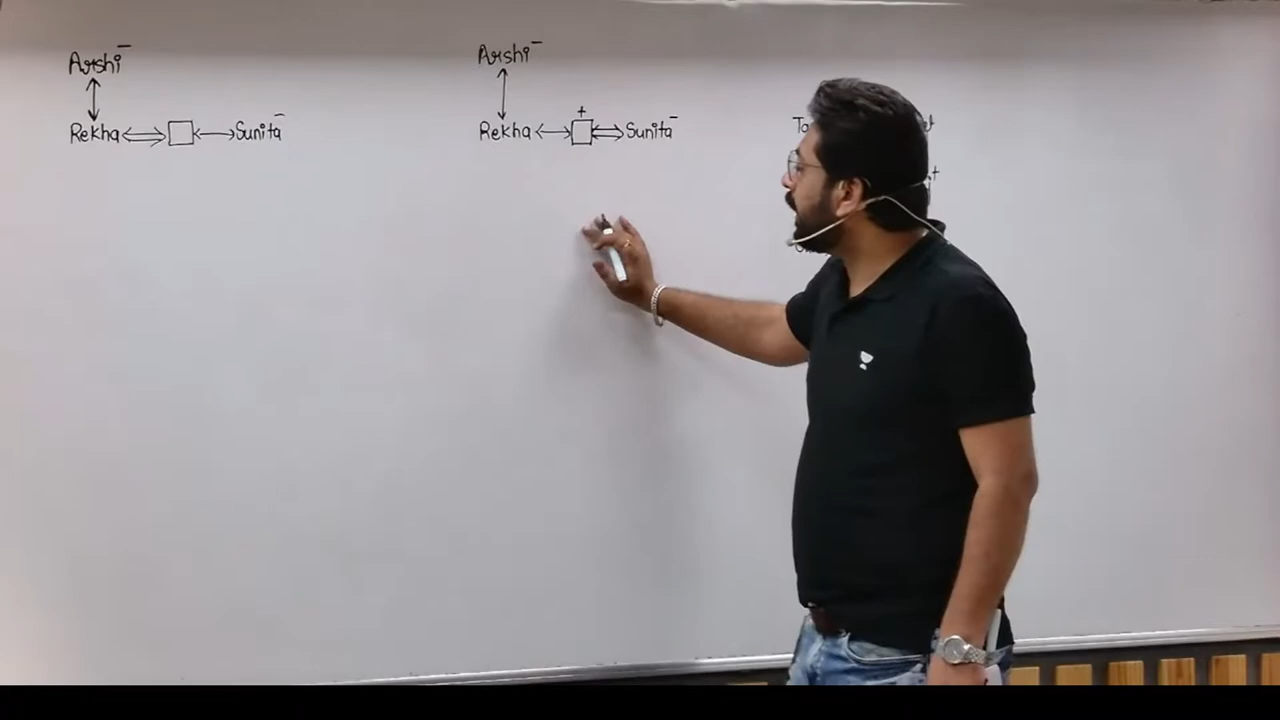 Arshi⁻
Rekha ⇔ □ ↔ Sunita⁻
Arshi⁻
+
Rekha ↔ □ ⇔ Sunita⁻
+